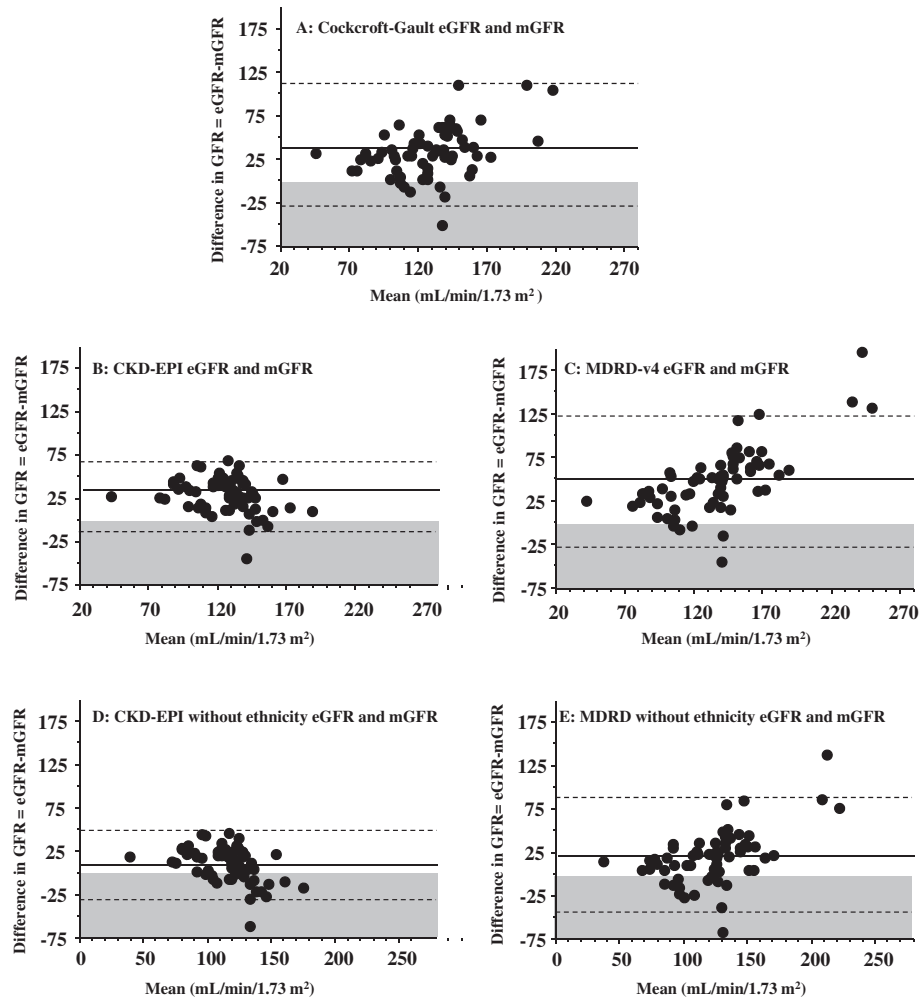 A: Cockcroft-Gault eGFR and mGFR
Difference in GFR = eGFR-mGFR
175
125
75
25
-25
-75
20 70 120 170 220 270
Mean (mL/min/1.73 m²)
B: CKD-EPI eGFR and mGFR
Difference in GFR = eGFR-mGFR
175
125
75
25
-25
-75
20 70 120 170 220 270
Mean (mL/min/1.73 m²)
C: MDRD-v4 eGFR and mGFR
Difference in GFR = eGFR-mGFR
175
125
75
25
-25
-75
20 70 120 170 220 270
Mean (mL/min/1.73 m²)
D: CKD-EPI without ethnicity eGFR and mGFR
Difference in GFR = eGFR-mGFR
175
125
75
25
-25
-75
0 50 100 150 200 250
Mean (mL/min/1.73 m²)
E: MDRD without ethnicity eGFR and mGFR
Difference in GFR= eGFR-mGFR
175
125
75
25
-25
-75
0 50 100 150 200 250
Mean (mL/min/1.73 m²)